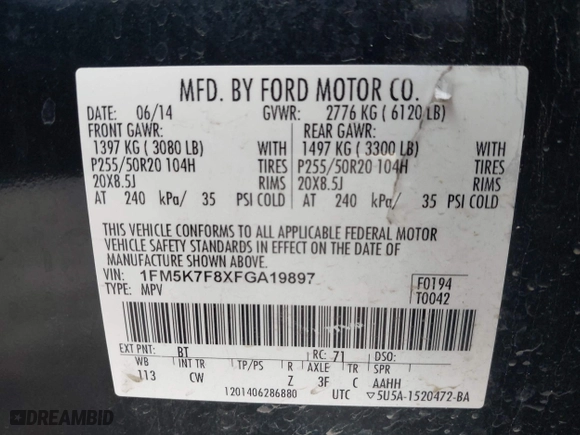 MFD. BY FORD MOTOR CO.
DATE: 06/14 GVWR: 2776 KG ( 6120 LB)
FRONT GAWR: REAR GAWR:
1397 KG ( 3080 LB) WITH 1497 KG ( 3300 LB) WITH
P255/50R20 104H TIRES P255/50R20 104H TIRES
20X8.5J RIMS 20X8.5J RIMS
AT 240 kPa/ 35 PSI COLD AT 240 kPa/ 35 PSI COLD
THIS VEHICLE CONFORMS TO ALL APPLICABLE FEDERAL MOTOR
VEHICLE SAFETY STANDARDS IN EFFECT ON THE DATE OF
MANUFACTURE SHOWN ABOVE.
VIN: 1FM5K7F8XFGA19897 F0194
TYPE: MPV T0042
EXT PNT: BT RC: 71 DSO:
WB INT TR TP/PS R AXLE TR SPR
113 CW Z 3F C AAHH
1201406286880 UTC ▽5U5A-1520472-BA
DREAMBID